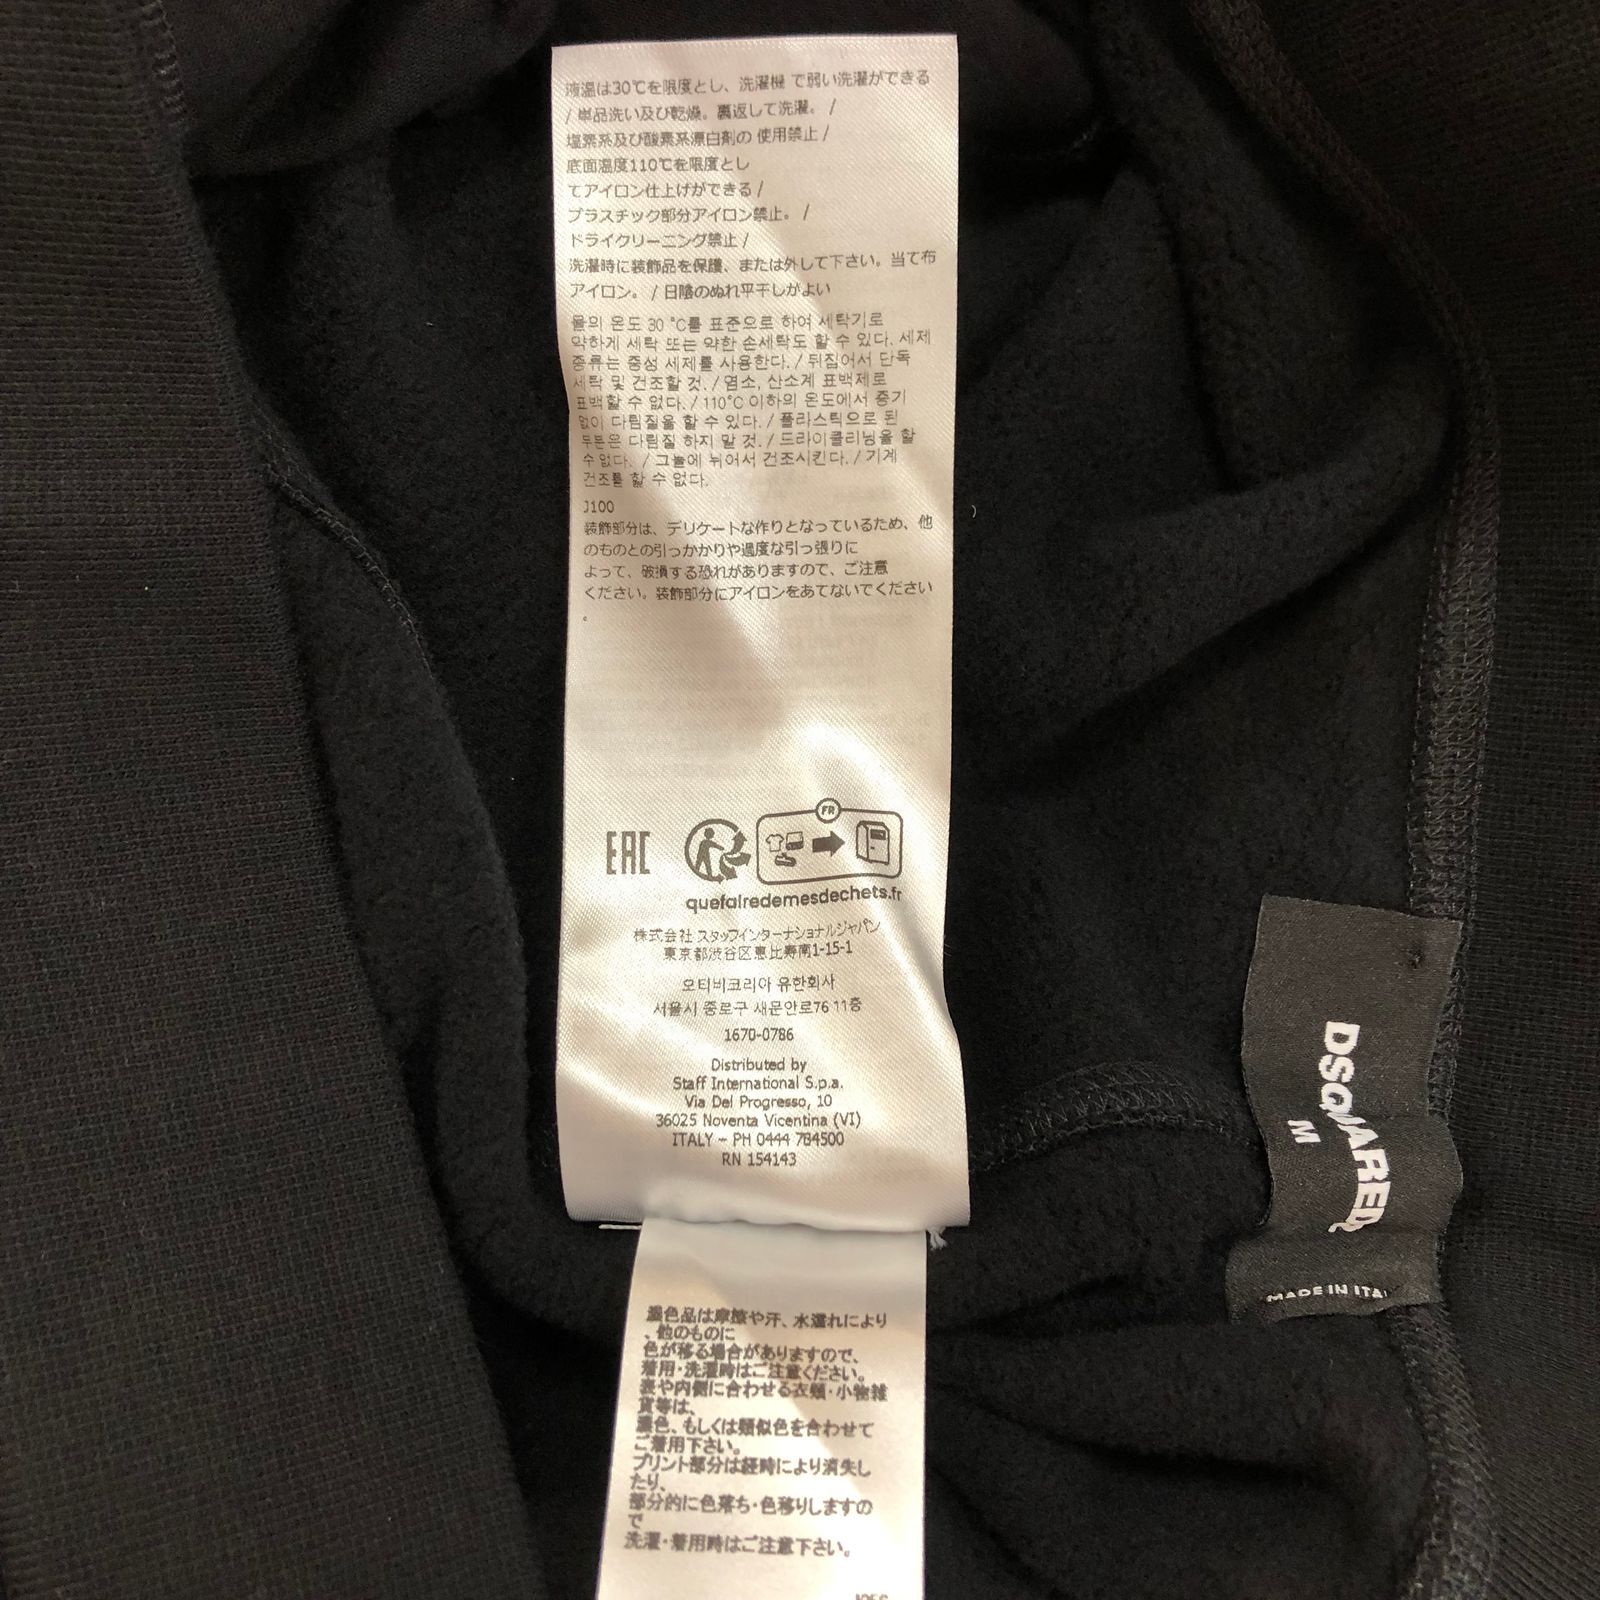 液温は30℃を限度とし、洗濯機 で弱い洗濯ができる
/ 単品洗い及び乾燥。裏返して洗濯。 /
塩素系及び酸素系漂白剤の 使用禁止 /
底面温度110℃を限度とし
てアイロン仕上げができる /
プラスチック部分アイロン禁止。 /
ドライクリーニング禁止 /
洗濯時に装飾品を保護、または外して下さい。当て布
アイロン。 / 日陰のぬれ平干しがよい
물의 온도 30 °C를 표준으로 하여 세탁기로
약하게 세탁 또는 약한 손세탁도 할 수 있다. 세제
종류는 중성 세제를 사용한다. / 뒤집어서 단독
세탁 및 건조할 것. / 염소, 산소계 표백제로
표백할 수 없다. / 110°C 이하의 온도에서 증기
없이 다림질을 할 수 있다. / 플라스틱으로 된
부분은 다림질 하지 말 것. / 드라이클리닝을 할
수 없다. / 그늘에 뉘어서 건조시킨다. / 기계
건조를 할 수 없다.
J100
装飾部分は、デリケートな作りとなっているため、他
のものとの引っかかりや過度な引っ張りに
よって、破損する恐れがありますので、ご注意
ください。装飾部分にアイロンをあてないでください
。
EAC
FR
quefairedemesdechets.fr
株式会社 スタッフインターナショナルジャパン
東京都渋谷区恵比寿南1-15-1
오티비코리아 유한회사
서울시 종로구 새문안로76 11층
1670-0786
Distributed by
Staff International S.p.a.
Via Del Progresso, 10
36025 Noventa Vicentina (VI)
ITALY - PH 0444 784500
RN 154143
DSQUARED2
M
MADE IN ITA
濃色品は摩擦や汗、水濡れにより
、他のものに
色が移る場合がありますので、
着用・洗濯時はご注意ください。
表や内側に合わせる衣類・小物雑
貨等は、
濃色、もしくは類似色を合わせて
ご着用下さい。
プリント部分は経時により消失し
たり、
部分的に色落ち・色移りしますの
で
洗濯・着用時はご注意下さい。